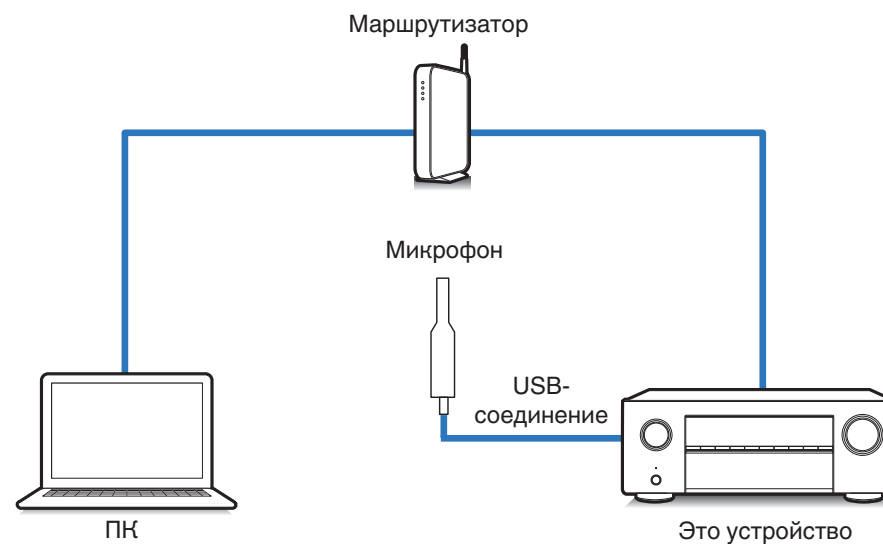 Маршрутизатор
Микрофон
USB-
соединение
ПК
Это устройство